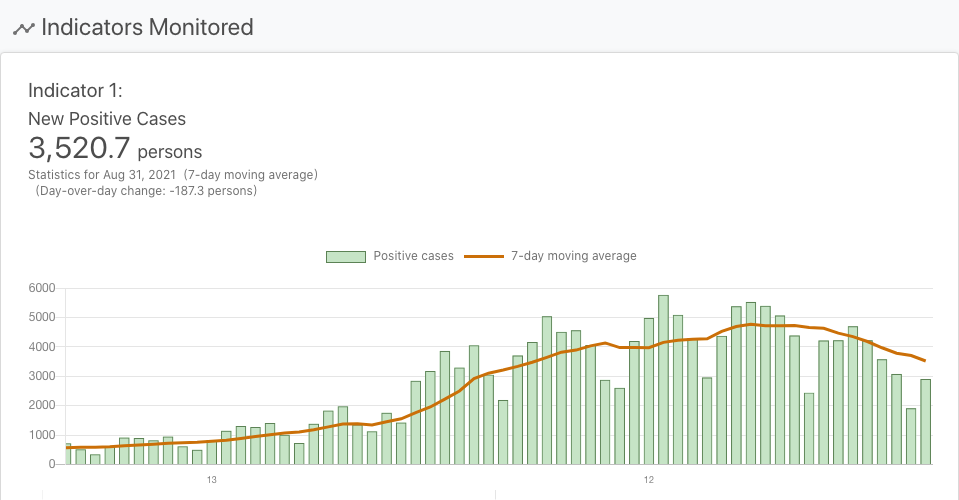 Indicators Monitored
Indicator 1:
New Positive Cases
3,520.7 persons
Statistics for Aug 31, 2021 (7-day moving average)
(Day-over-day change: -187.3 persons)
Positive cases 7-day moving average
6000
5000
4000
3000
2000
1000
0
13 12